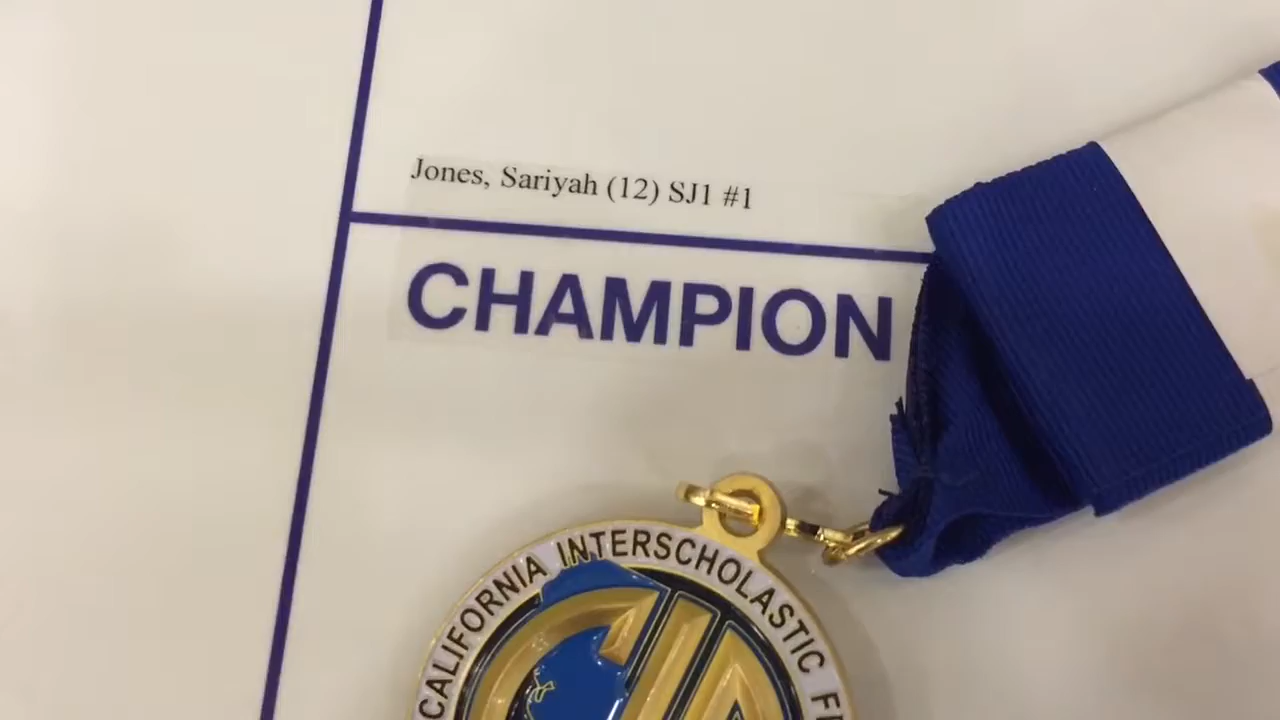 Jones, Sariyah (12) SJ1 #1
CHAMPION
CALIFORNIA INTERSCHOLASTIC